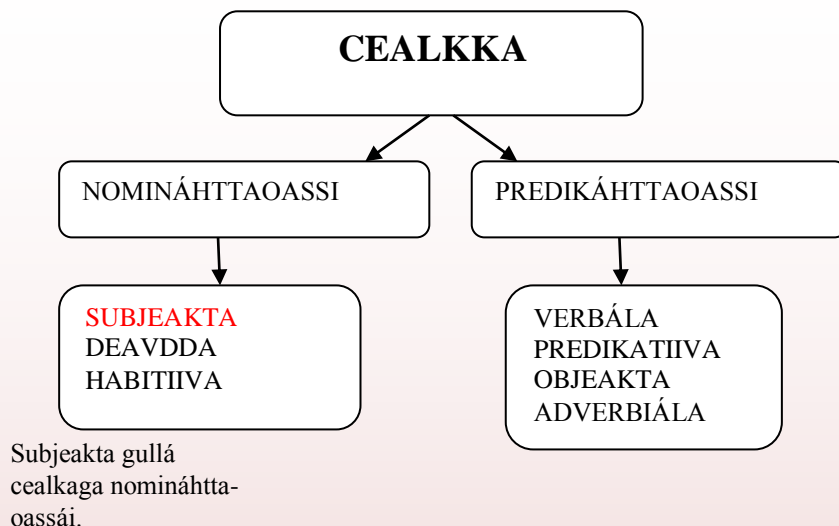 CEALKKA
NOMINÁHTTAOASSI
PREDIKÁHTTAOASSI
SUBJEAKTA
DEAVDDA
HABITIIVA
VERBÁLA
PREDIKATIIVA
OBJEAKTA
ADVERBIÁLA
Subjeakta gullá
cealkaga nomináhtta-
oassái.